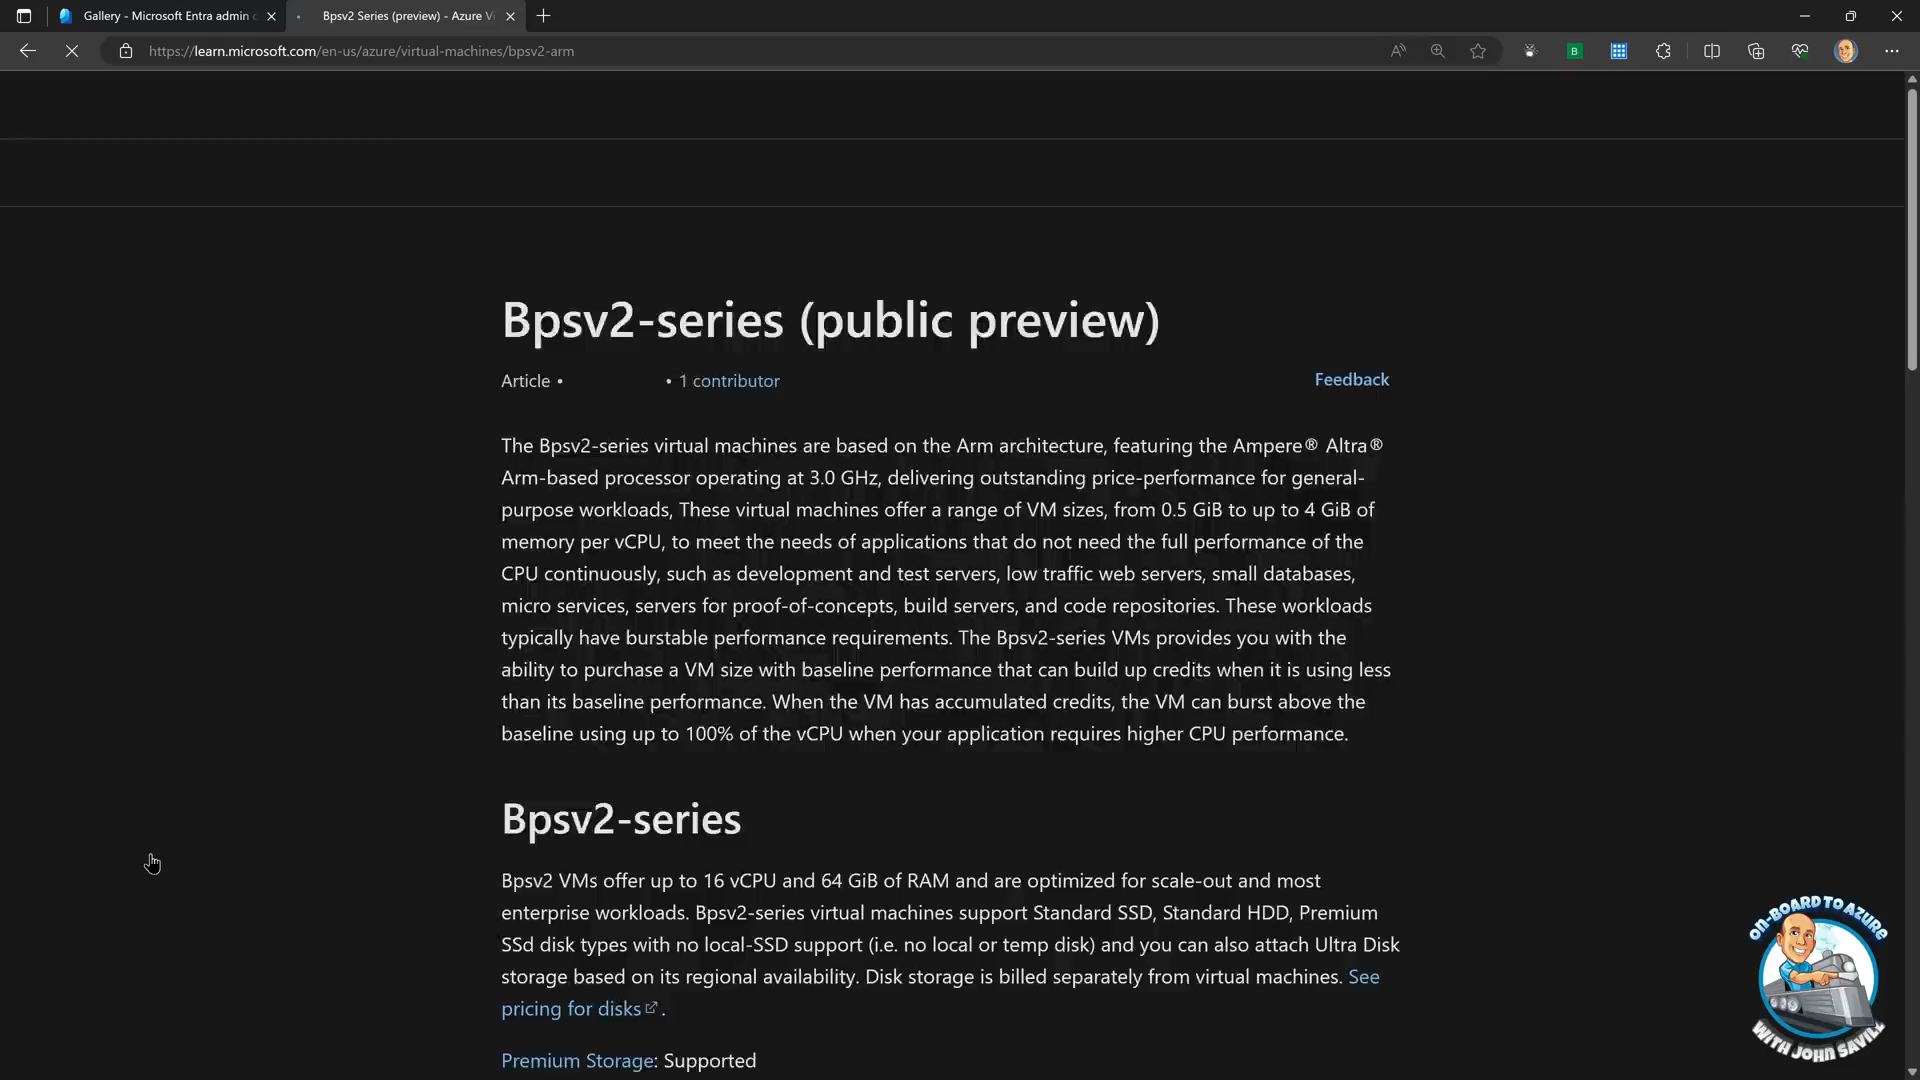 Gallery - Microsoft Entra admin c
Bpsv2 Series (preview) - Azure Vi
https://learn.microsoft.com/en-us/azure/virtual-machines/bpsv2-arm
B
Bpsv2-series (public preview)
Article • • 1 contributor
Feedback
The Bpsv2-series virtual machines are based on the Arm architecture, featuring the Ampere® Altra®
Arm-based processor operating at 3.0 GHz, delivering outstanding price-performance for general-
purpose workloads, These virtual machines offer a range of VM sizes, from 0.5 GiB to up to 4 GiB of
memory per vCPU, to meet the needs of applications that do not need the full performance of the
CPU continuously, such as development and test servers, low traffic web servers, small databases,
micro services, servers for proof-of-concepts, build servers, and code repositories. These workloads
typically have burstable performance requirements. The Bpsv2-series VMs provides you with the
ability to purchase a VM size with baseline performance that can build up credits when it is using less
than its baseline performance. When the VM has accumulated credits, the VM can burst above the
baseline using up to 100% of the vCPU when your application requires higher CPU performance.
Bpsv2-series
Bpsv2 VMs offer up to 16 vCPU and 64 GiB of RAM and are optimized for scale-out and most
enterprise workloads. Bpsv2-series virtual machines support Standard SSD, Standard HDD, Premium
SSd disk types with no local-SSD support (i.e. no local or temp disk) and you can also attach Ultra Disk
storage based on its regional availability. Disk storage is billed separately from virtual machines. See
pricing for disks.
Premium Storage: Supported
ON-BOARD TO AZURE
WITH JOHN SAVILL